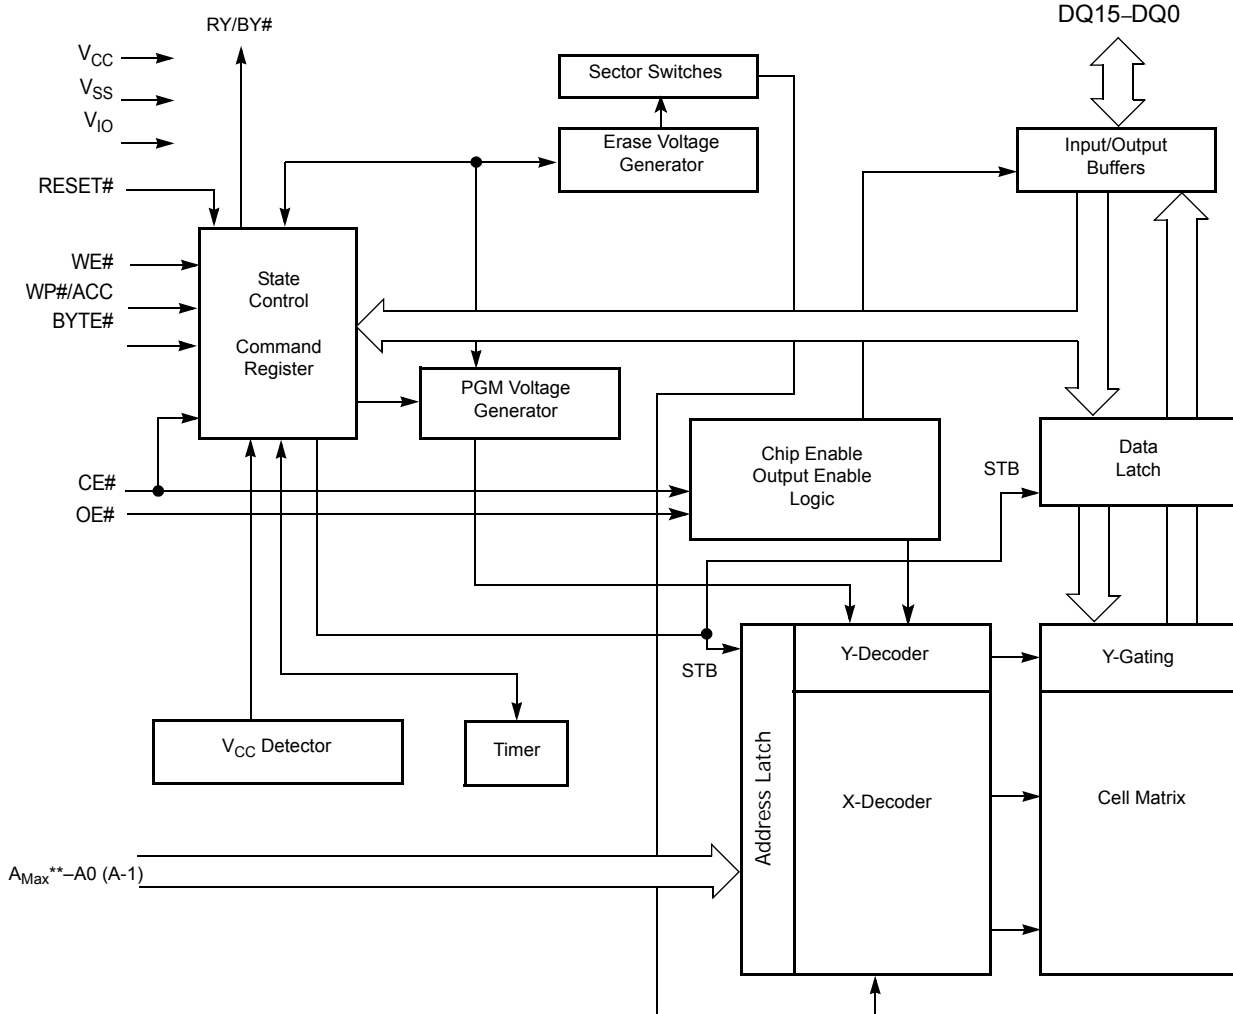 DQ15–DQ0
RY/BY#
VCC
VSS
VIO
Sector Switches
Erase Voltage
Generator
Input/Output
Buffers
RESET#
WE#
WP#/ACC
BYTE#
State
Control
Command
Register
PGM Voltage
Generator
CE#
OE#
Chip Enable
Output Enable
Logic
STB
Data
Latch
STB
Y-Decoder
Y-Gating
VCC Detector
Timer
Address Latch
X-Decoder
Cell Matrix
AMax**–A0 (A-1)